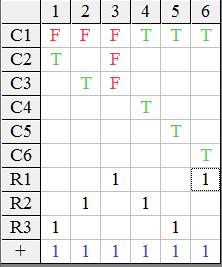 1 2 3 4 5 6
C1 F F F T T T
C2 T F
C3 T F
C4 T
C5 T
C6 T
R1 1 1
R2 1 1
R3 1 1
+ 1 1 1 1 1 1